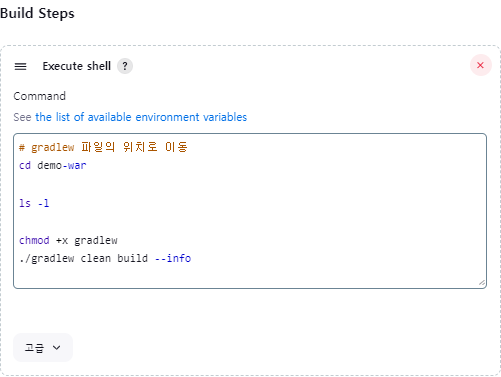 Build Steps
Execute shell ?
Command
See the list of available environment variables
# gradlew 파일의 위치로 이동
cd demo-war
ls -l
chmod +x gradlew
./gradlew clean build --info
고급